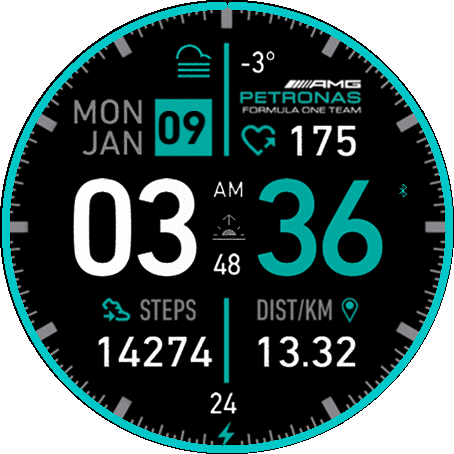 -3°
AMG
PETRONAS
FORMULA ONE TEAM
MON
JAN
09
175
03
AM
36
48
STEPS
DIST/KM
14274
13.32
24